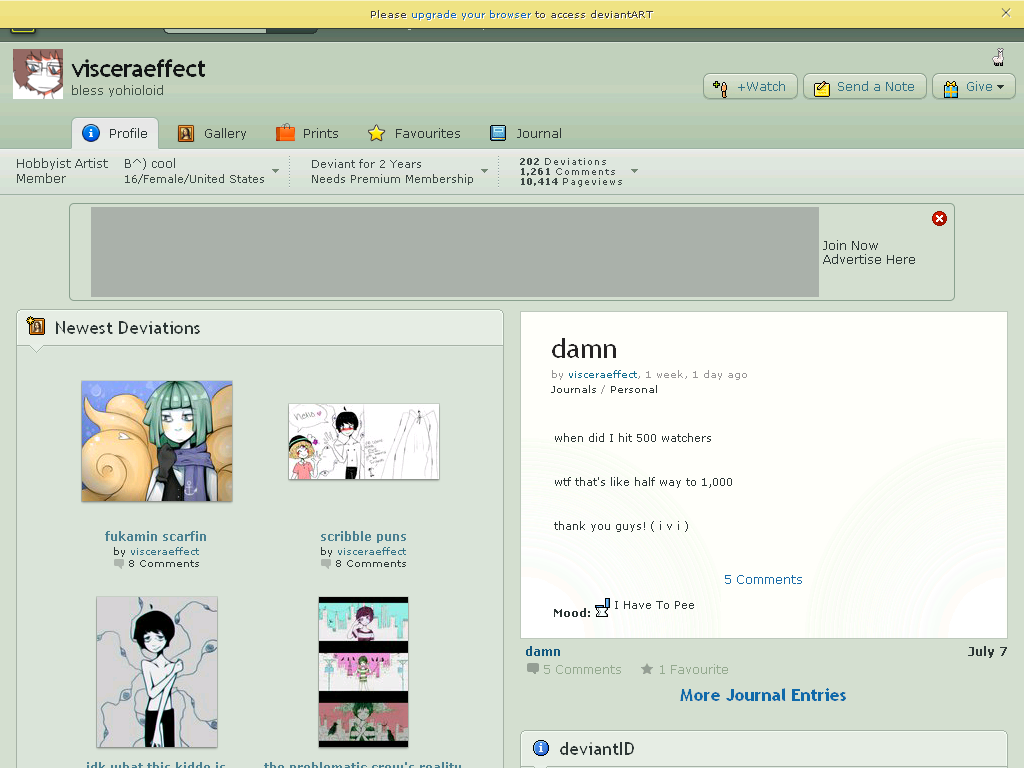 Please upgrade your browser to access deviantART
visceraeffect
bless yohioloid
+Watch
Send a Note
Give
Profile
Gallery
Prints
Favourites
Journal
Hobbyist Artist
Member
B^) cool
16/Female/United States
Deviant for 2 Years
Needs Premium Membership
202 Deviations
1,261 Comments
10,414 Pageviews
Join Now
Advertise Here
Newest Deviations
fukamin scarfin
by visceraeffect
8 Comments
hello
scribble puns
by visceraeffect
8 Comments
idk what this kiddo is
the problematic crow's reality
damn
by visceraeffect, 1 week, 1 day ago
Journals / Personal
when did I hit 500 watchers
wtf that's like half way to 1,000
thank you guys! ( i v i )
5 Comments
Mood: I Have To Pee
damn
July 7
5 Comments
1 Favourite
More Journal Entries
deviantID